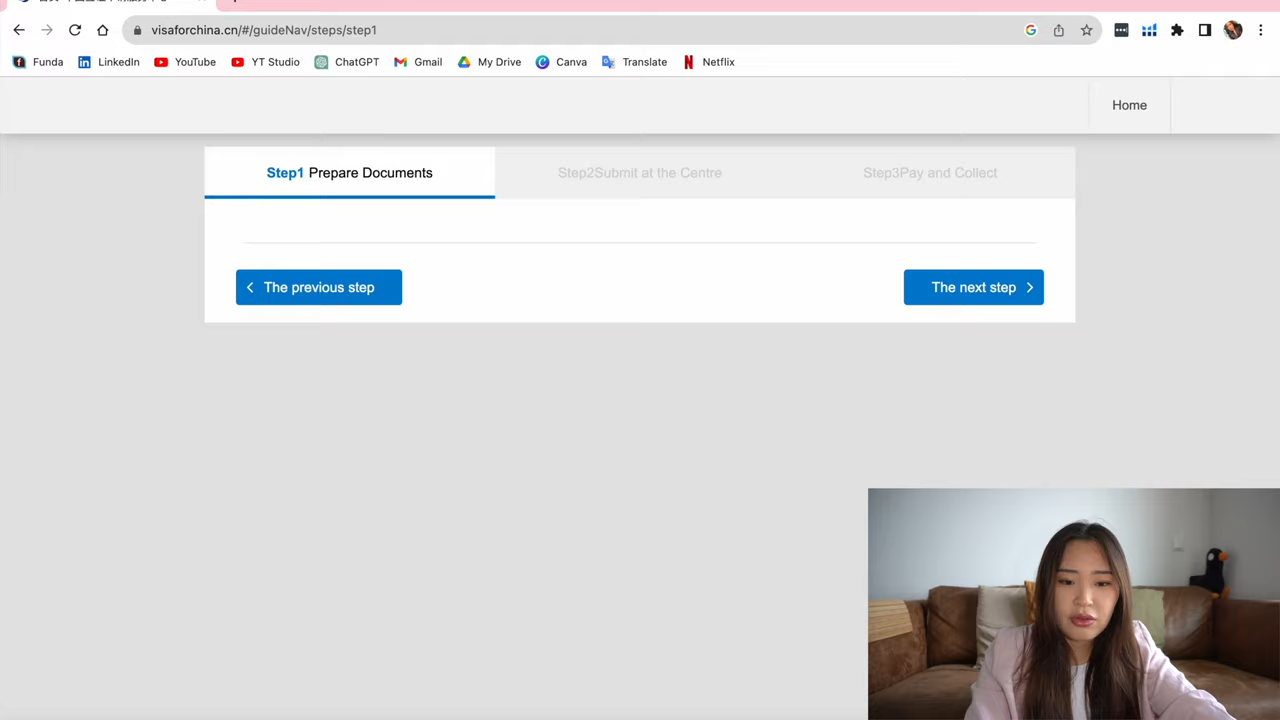 visaforchina.cn/#/guideNav/steps/step1
Funda LinkedIn YouTube YT Studio ChatGPT Gmail My Drive Canva Translate Netflix
Home
Step1 Prepare Documents Step2Submit at the Centre Step3Pay and Collect
The previous step The next step